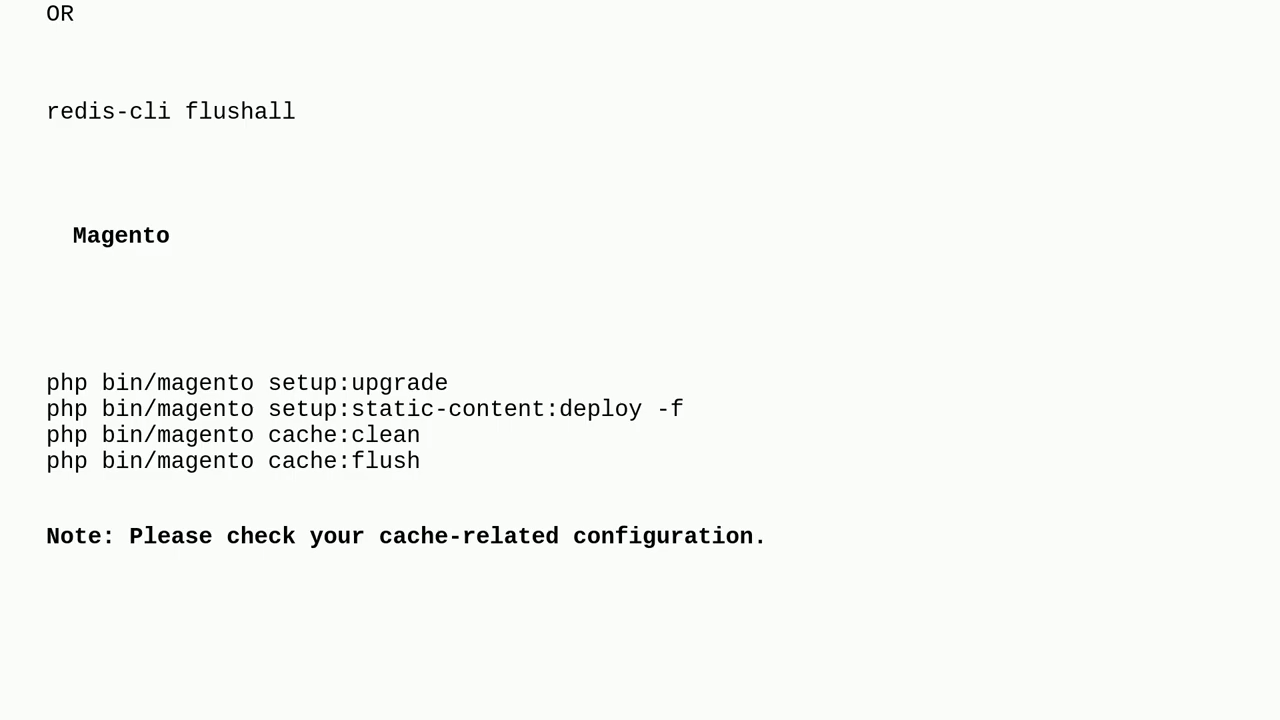 OR
redis-cli flushall
Magento
php bin/magento setup:upgrade
php bin/magento setup:static-content:deploy -f
php bin/magento cache:clean
php bin/magento cache:flush
Note: Please check your cache-related configuration.